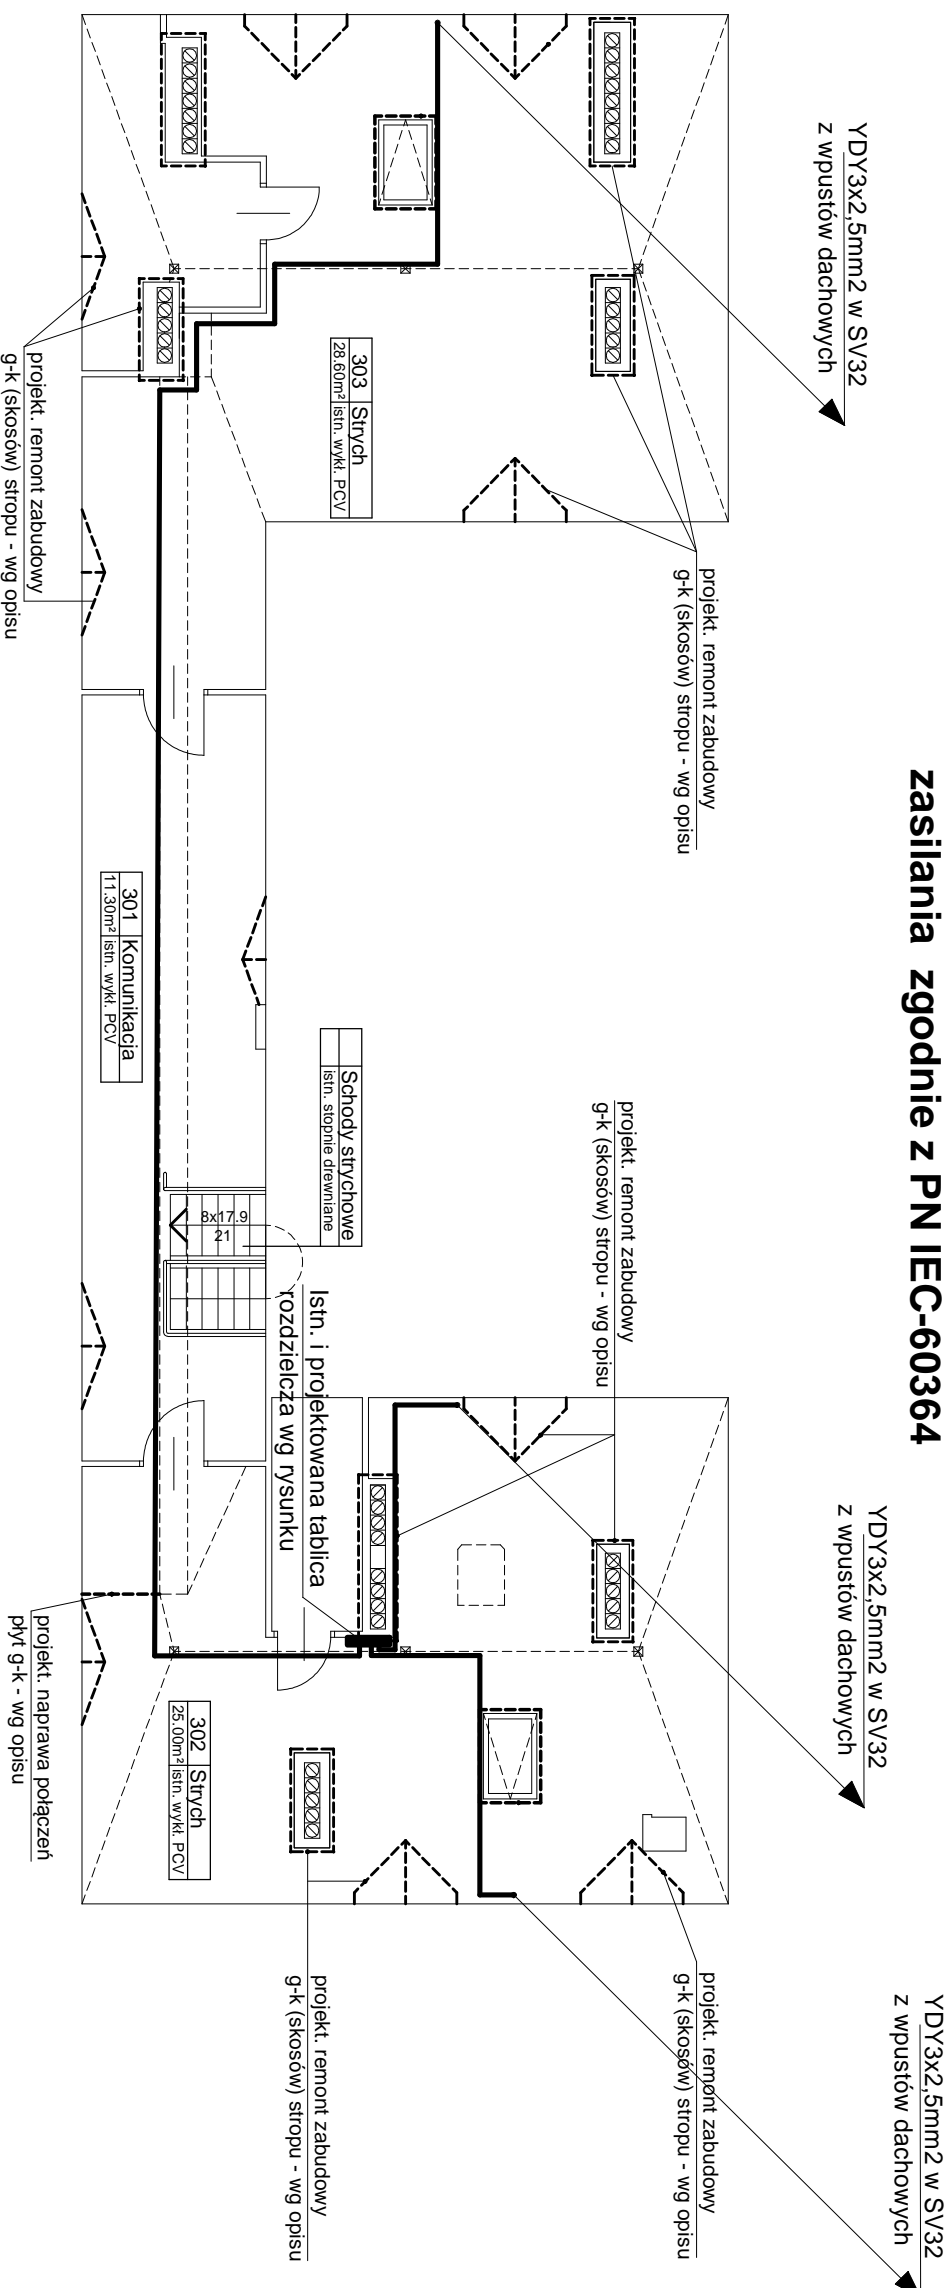 zasilania zgodnie z PN IEC-60364
YDY3x2,5mm2 w SV32
z wpustów dachowych
YDY3x2,5mm2 w SV32
z wpustów dachowych
YDY3x2,5mm2 w SV32
z wpustów dachowych
projekt. remont zabudowy
g-k (skosów) stropu - wg opisu
projekt. remont zabudowy
g-k (skosów) stropu - wg opisu
projekt. remont zabudowy
g-k (skosów) stropu - wg opisu
303 Strych
28.60m² istn. wykł. PCV
Schody strychowe
istn. stopnie drewniane
8x17.9
21
Istn. i projektowana tablica
rozdzielcza wg rysunku
projekt. remont zabudowy
g-k (skosów) stropu - wg opisu
301 Komunikacja
11.30m² istn. wykł. PCV
302 Strych
25.00m² istn. wykł. PCV
projekt. remont zabudowy
g-k (skosów) stropu - wg opisu
projekt. naprawa połączeń
płyt g-k - wg opisu